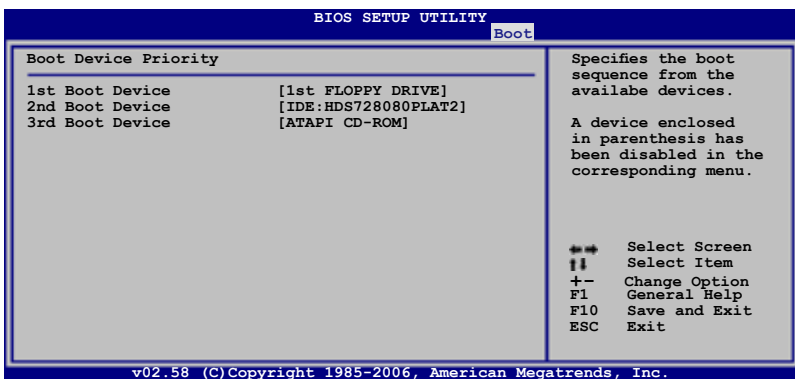 BIOS SETUP UTILITY
Boot
Boot Device Priority
1st Boot Device [1st FLOPPY DRIVE]
2nd Boot Device [IDE:HDS728080PLAT2]
3rd Boot Device [ATAPI CD-ROM]
Specifies the boot
sequence from the
availabe devices.
A device enclosed
in parenthesis has
been disabled in the
corresponding menu.
Select Screen
Select Item
+- Change Option
F1 General Help
F10 Save and Exit
ESC Exit
v02.58 (C)Copyright 1985-2006, American Megatrends, Inc.